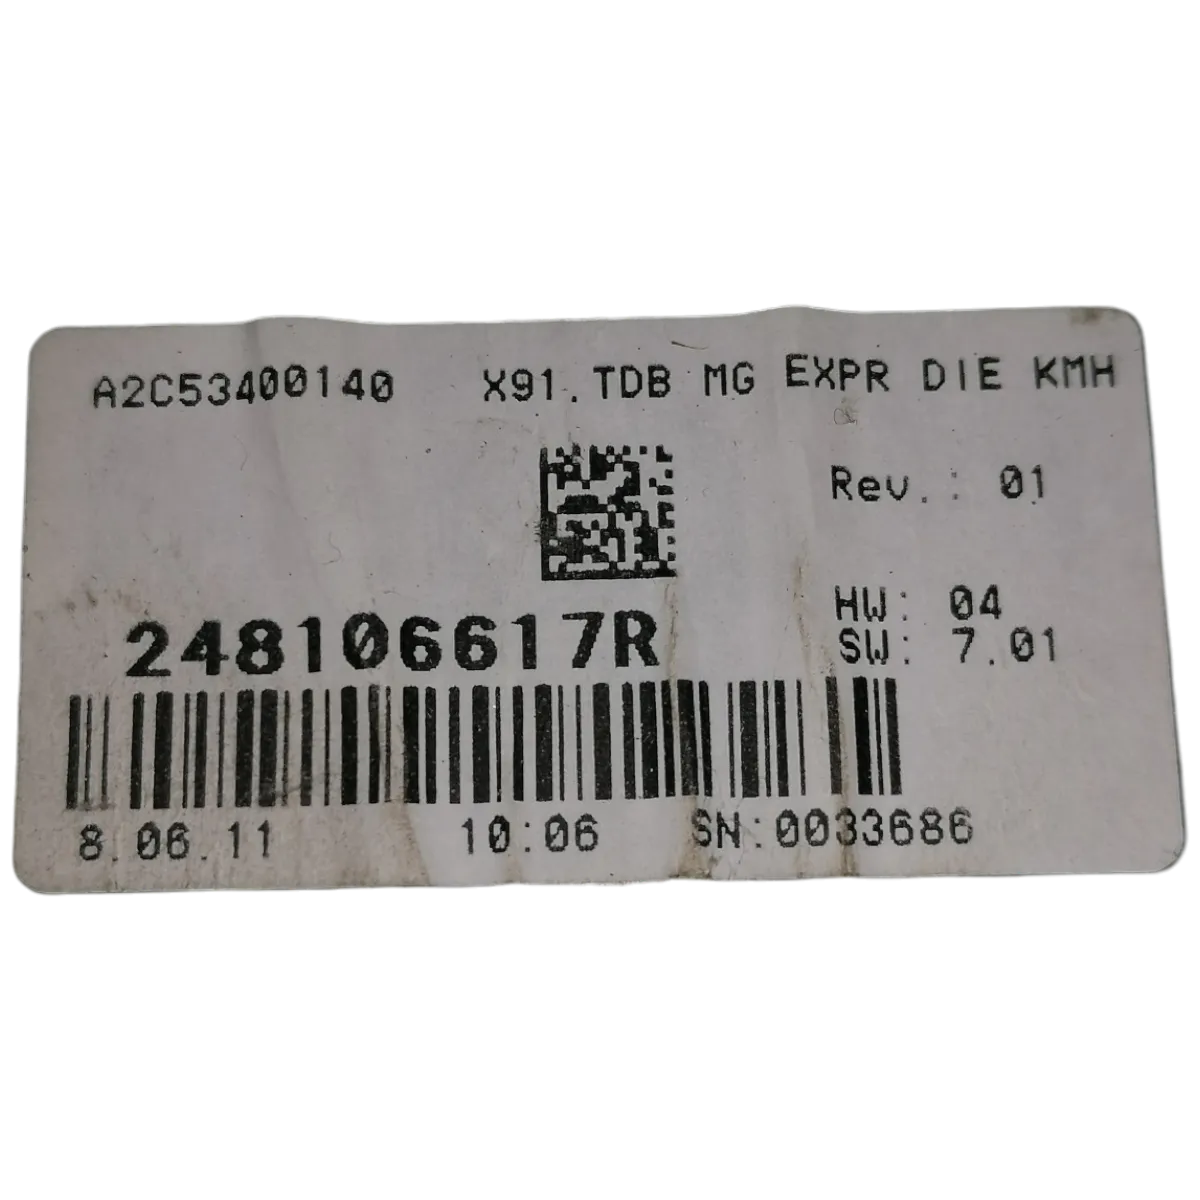 A2C53400140 X91.TDB MG EXPR DIE KMH
Rev.: 01
HW: 04
SW: 7.01
248106617R
8.06.11 10:06 SN:0033686